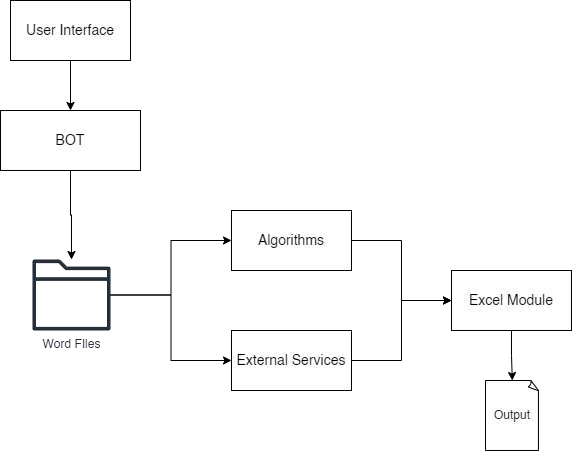 User Interface
BOT
Algorithms
Excel Module
Word FIles
External Services
Output